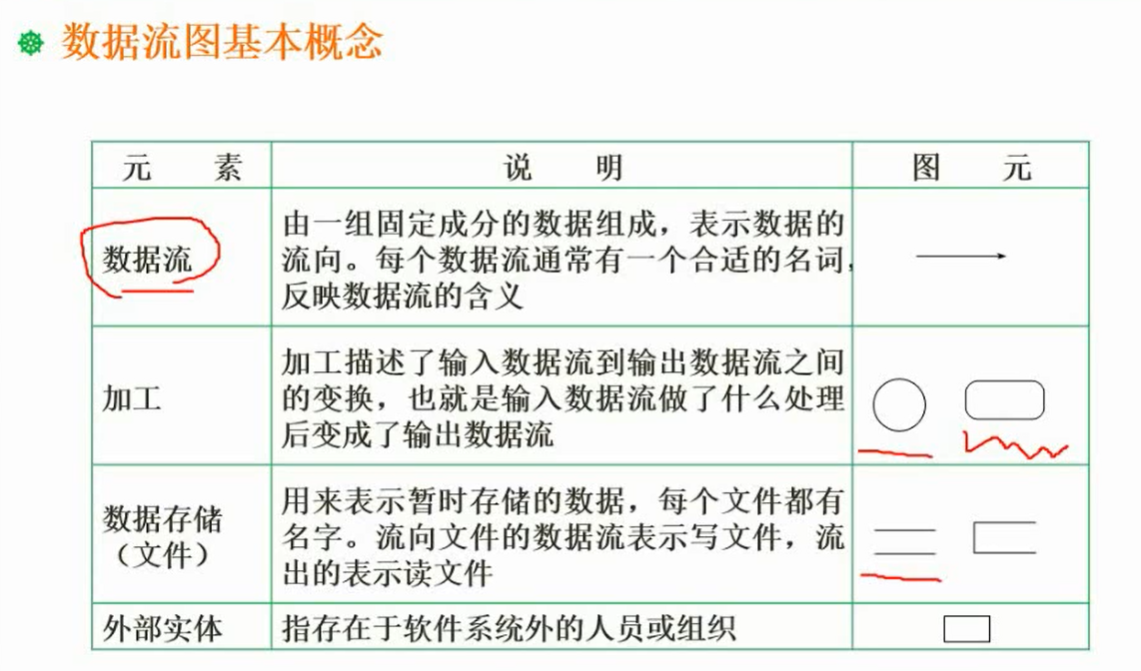 数据流图基本概念
元 素 说 明 图 元
由一组固定成分的数据组成，表示数据的
数据流 流向。每个数据流通常有一个合适的名词，
反映数据流的含义
加工描述了输入数据流到输出数据流之间
加工 的变换，也就是输入数据流做了什么处理
后变成了输出数据流
用来表示暂时存储的数据，每个文件都有
数据存储 名字。流向文件的数据流表示写文件，流
（文件） 出的表示读文件
外部实体 指存在于软件系统外的人员或组织